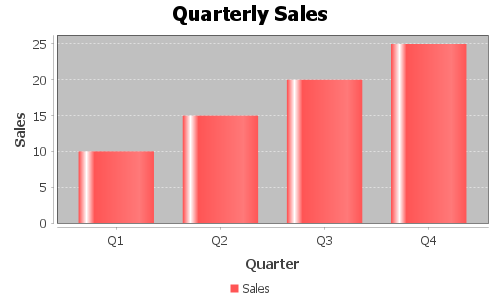 Quarterly Sales
25
20
15
10
5
0
Sales
Q1 Q2 Q3 Q4
Quarter
Sales